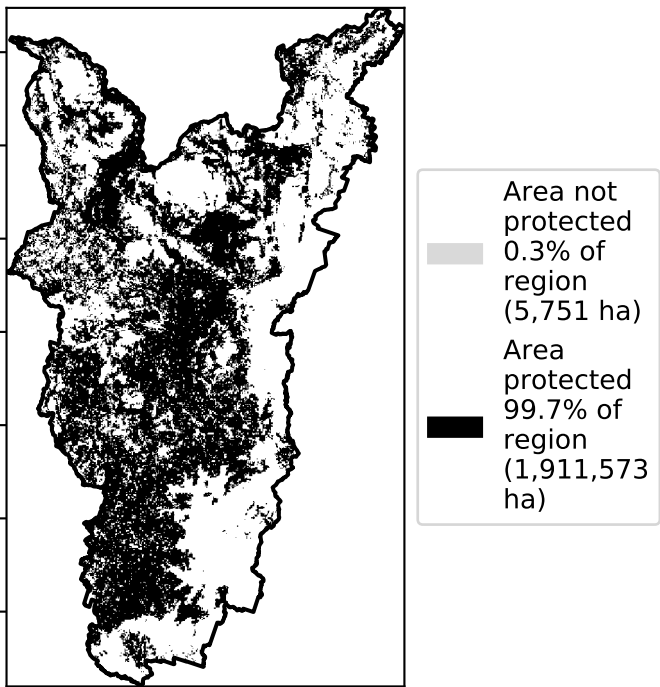 Area not
protected
0.3% of
region
(5,751 ha)
Area
protected
99.7% of
region
(1,911,573
ha)